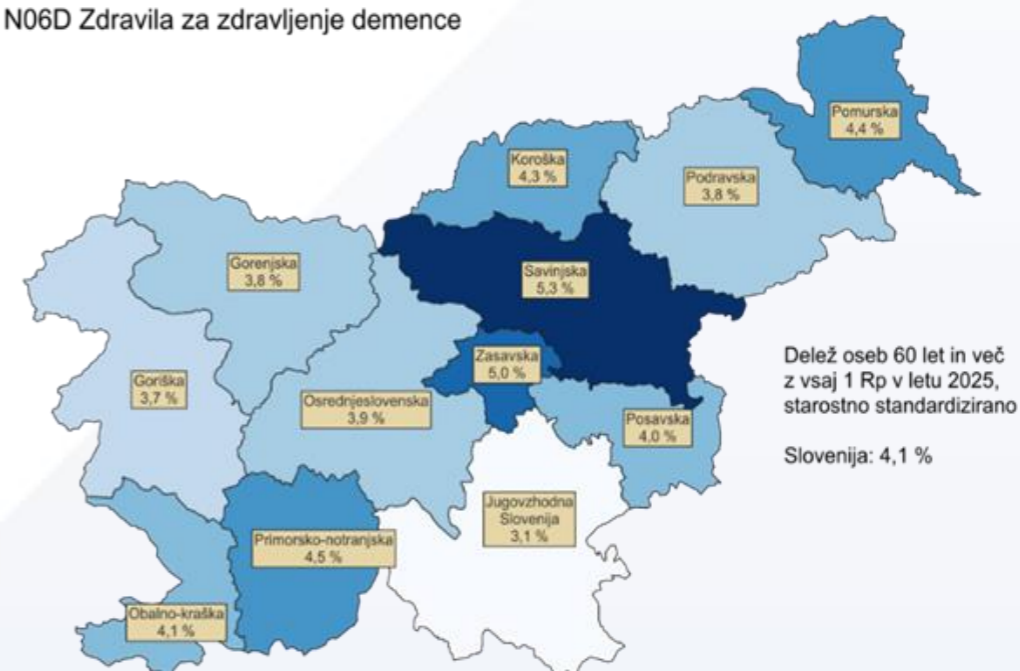 N06D Zdravila za zdravljenje demence
Pomurska
4,4 %
Koroška
4,3 %
Podravska
3,8 %
Gorenjska
3,8 %
Savinjska
5,3 %
Zasavska
5,0 %
Goriška
3,7 %
Osrednjeslovenska
3,9 %
Posavska
4,0 %
Delež oseb 60 let in več
z vsaj 1 Rp v letu 2025,
starostno standardizirano
Slovenija: 4,1 %
Jugovzhodna
Slovenija
3,1 %
Primorsko-notranjska
4,5 %
Obalno-kraška
4,1 %